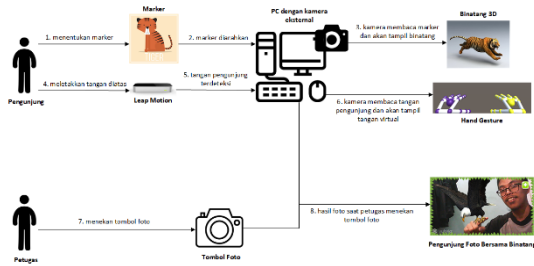 Marker
PC dengan kamera
eksternal
Binatang 3D
1. menentukan marker
2. marker diarahkan
3. kamera membaca marker
dan akan tampil binatang
Pengunjung
4. meletakkan tangan diatas
Leap Motion
5. tangan pengunjung
terdeteksi
6. kamera membaca tangan
pengunjung dan akan tampil
tangan virtual
Hand Gesture
7. menekan tombol foto
8. hasil foto saat petugas menekan
tombol foto
Petugas
Tombol Foto
Pengunjung Foto Bersama Binatang